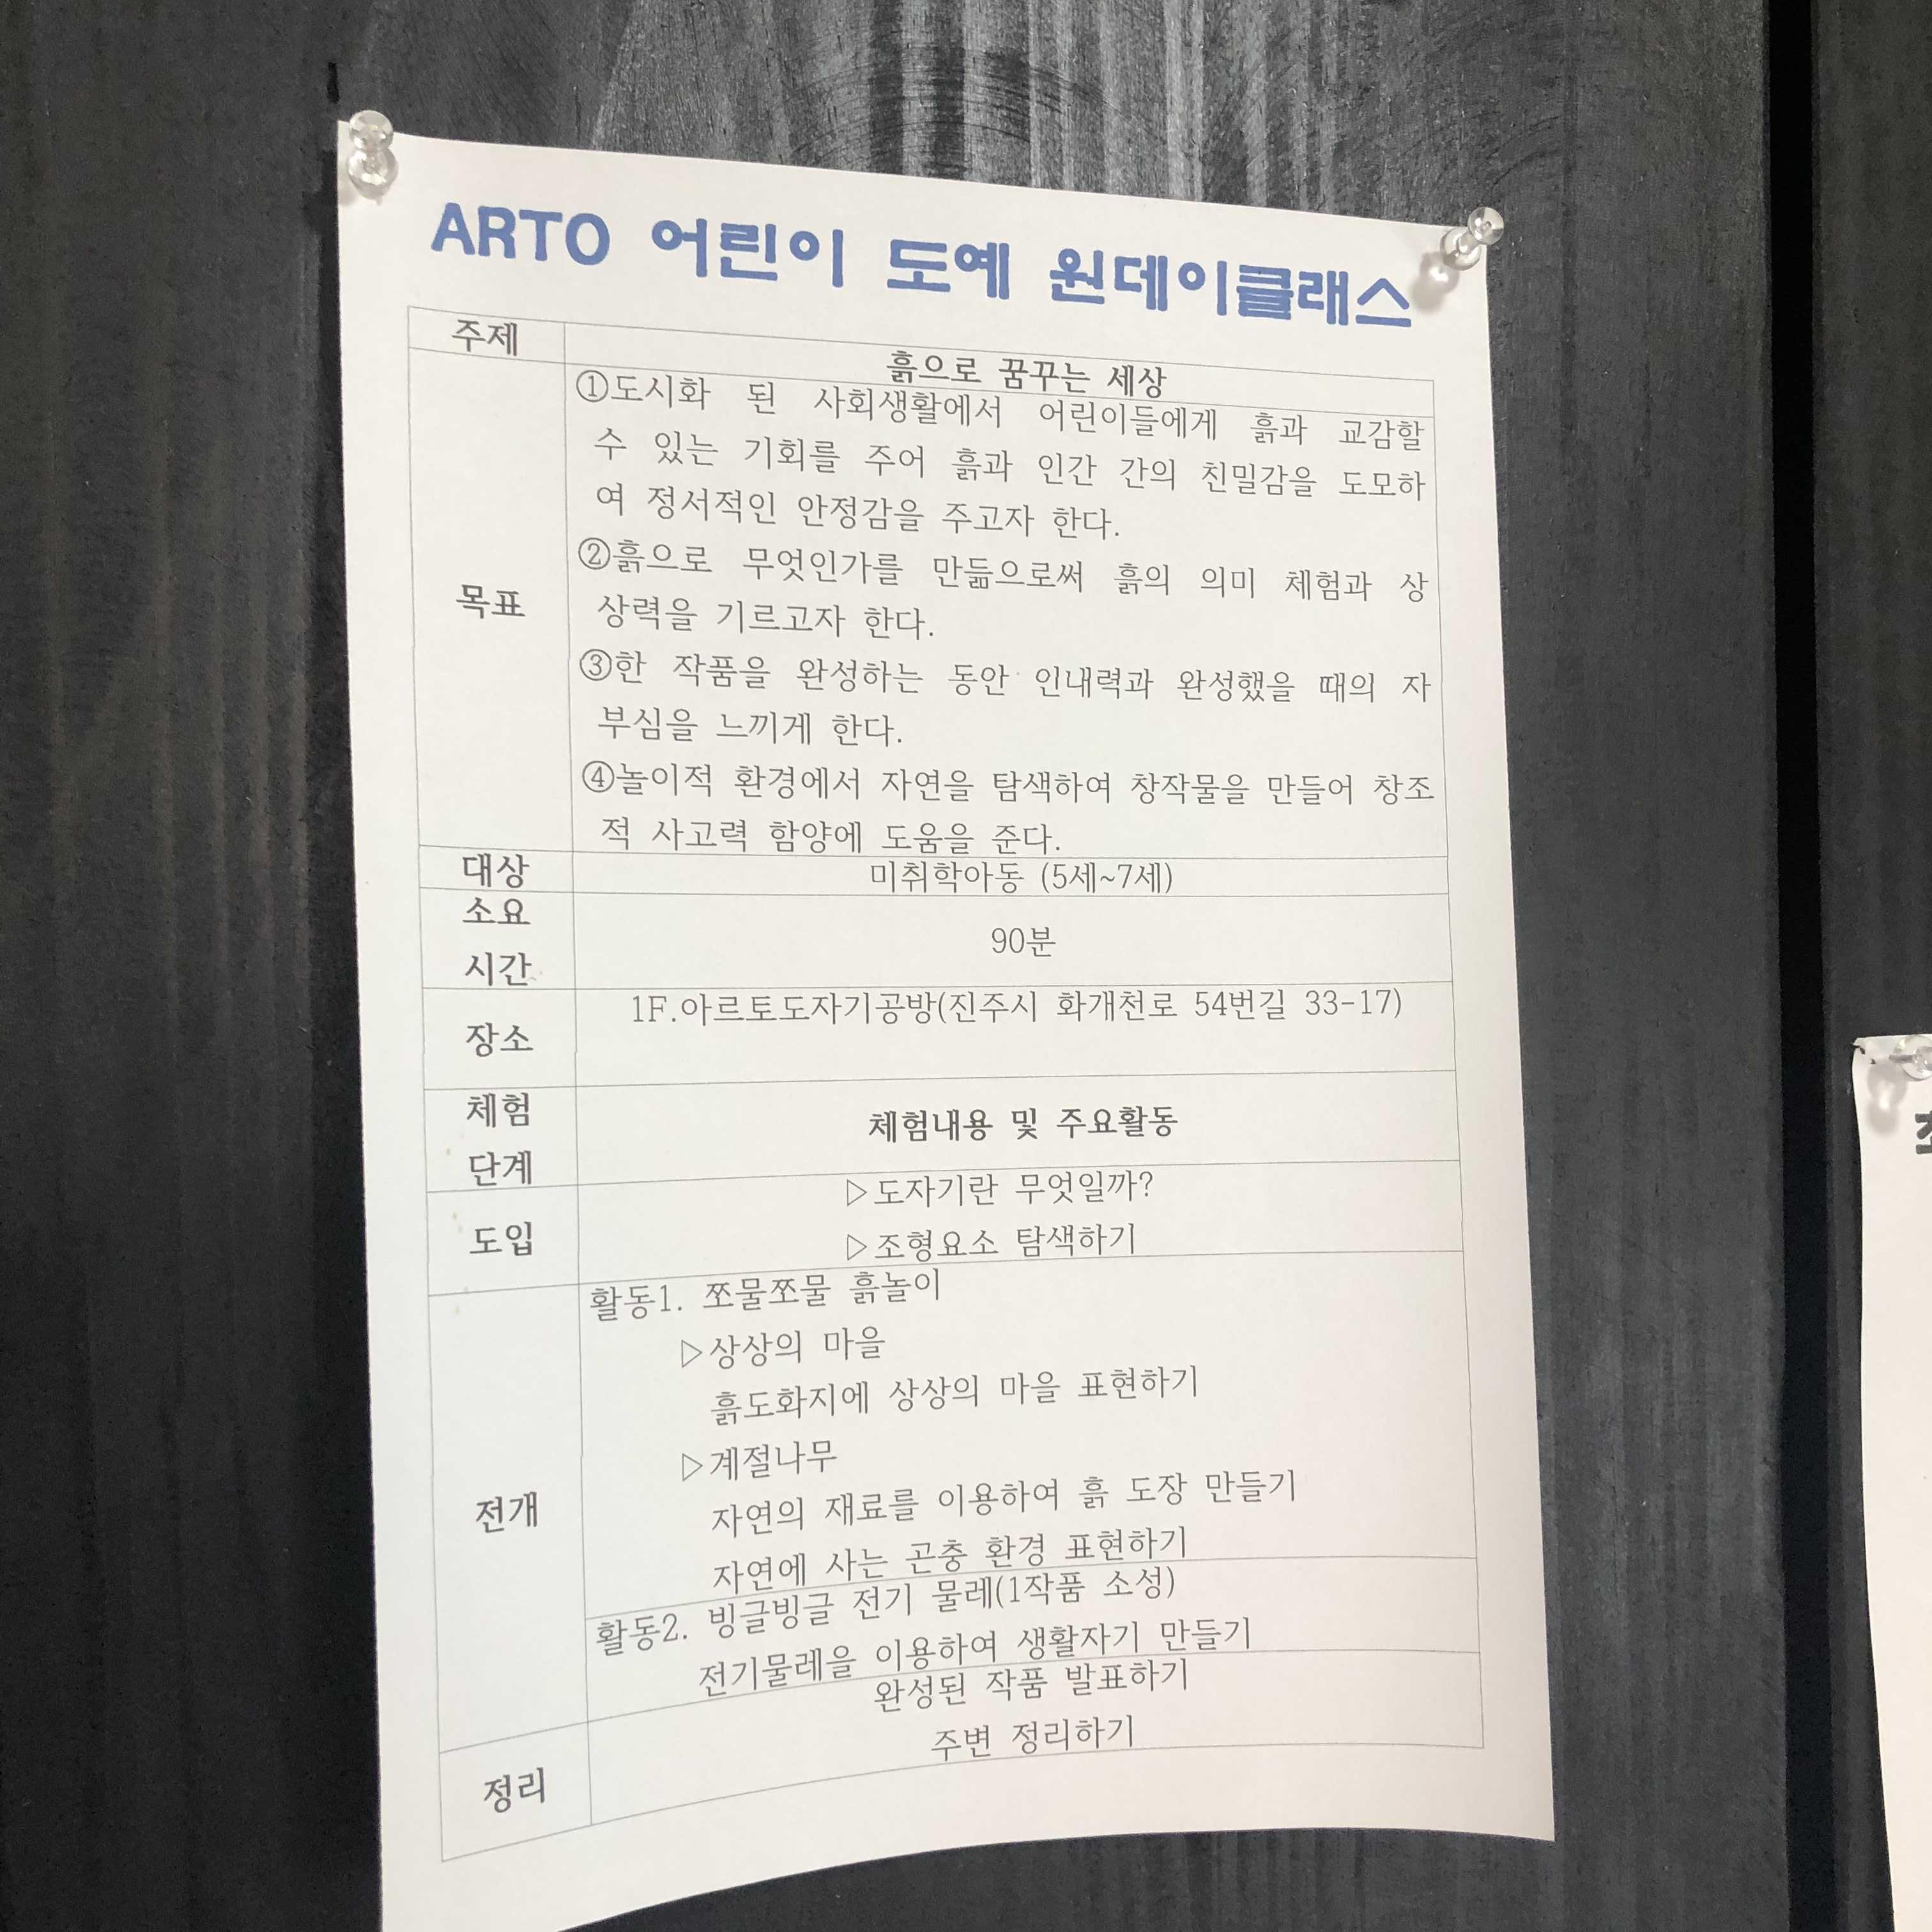 ARTO 어린이 도예 원데이클래스
주제
흙으로 꿈꾸는 세상
목표
①도시화 된 사회생활에서 어린이들에게 흙과 교감할
수 있는 기회를 주어 흙과 인간 간의 친밀감을 도모하
여 정서적인 안정감을 주고자 한다.
②흙으로 무엇인가를 만듦으로써 흙의 의미 체험과 상
상력을 기르고자 한다.
③한 작품을 완성하는 동안 인내력과 완성했을 때의 자
부심을 느끼게 한다.
④놀이적 환경에서 자연을 탐색하여 창작물을 만들어 창조
적 사고력 함양에 도움을 준다.
대상
미취학아동 (5세~7세)
소요
시간
90분
장소
1F.아르토도자기공방(진주시 화개천로 54번길 33-17)
체험
단계
체험내용 및 주요활동
도입
▷도자기란 무엇일까?
▷조형요소 탐색하기
전개
활동1. 쪼물쪼물 흙놀이
▷상상의 마을
흙도화지에 상상의 마을 표현하기
▷계절나무
자연의 재료를 이용하여 흙 도장 만들기
자연에 사는 곤충 환경 표현하기
활동2. 빙글빙글 전기 물레(1작품 소성)
전기물레을 이용하여 생활자기 만들기
정리
완성된 작품 발표하기
주변 정리하기